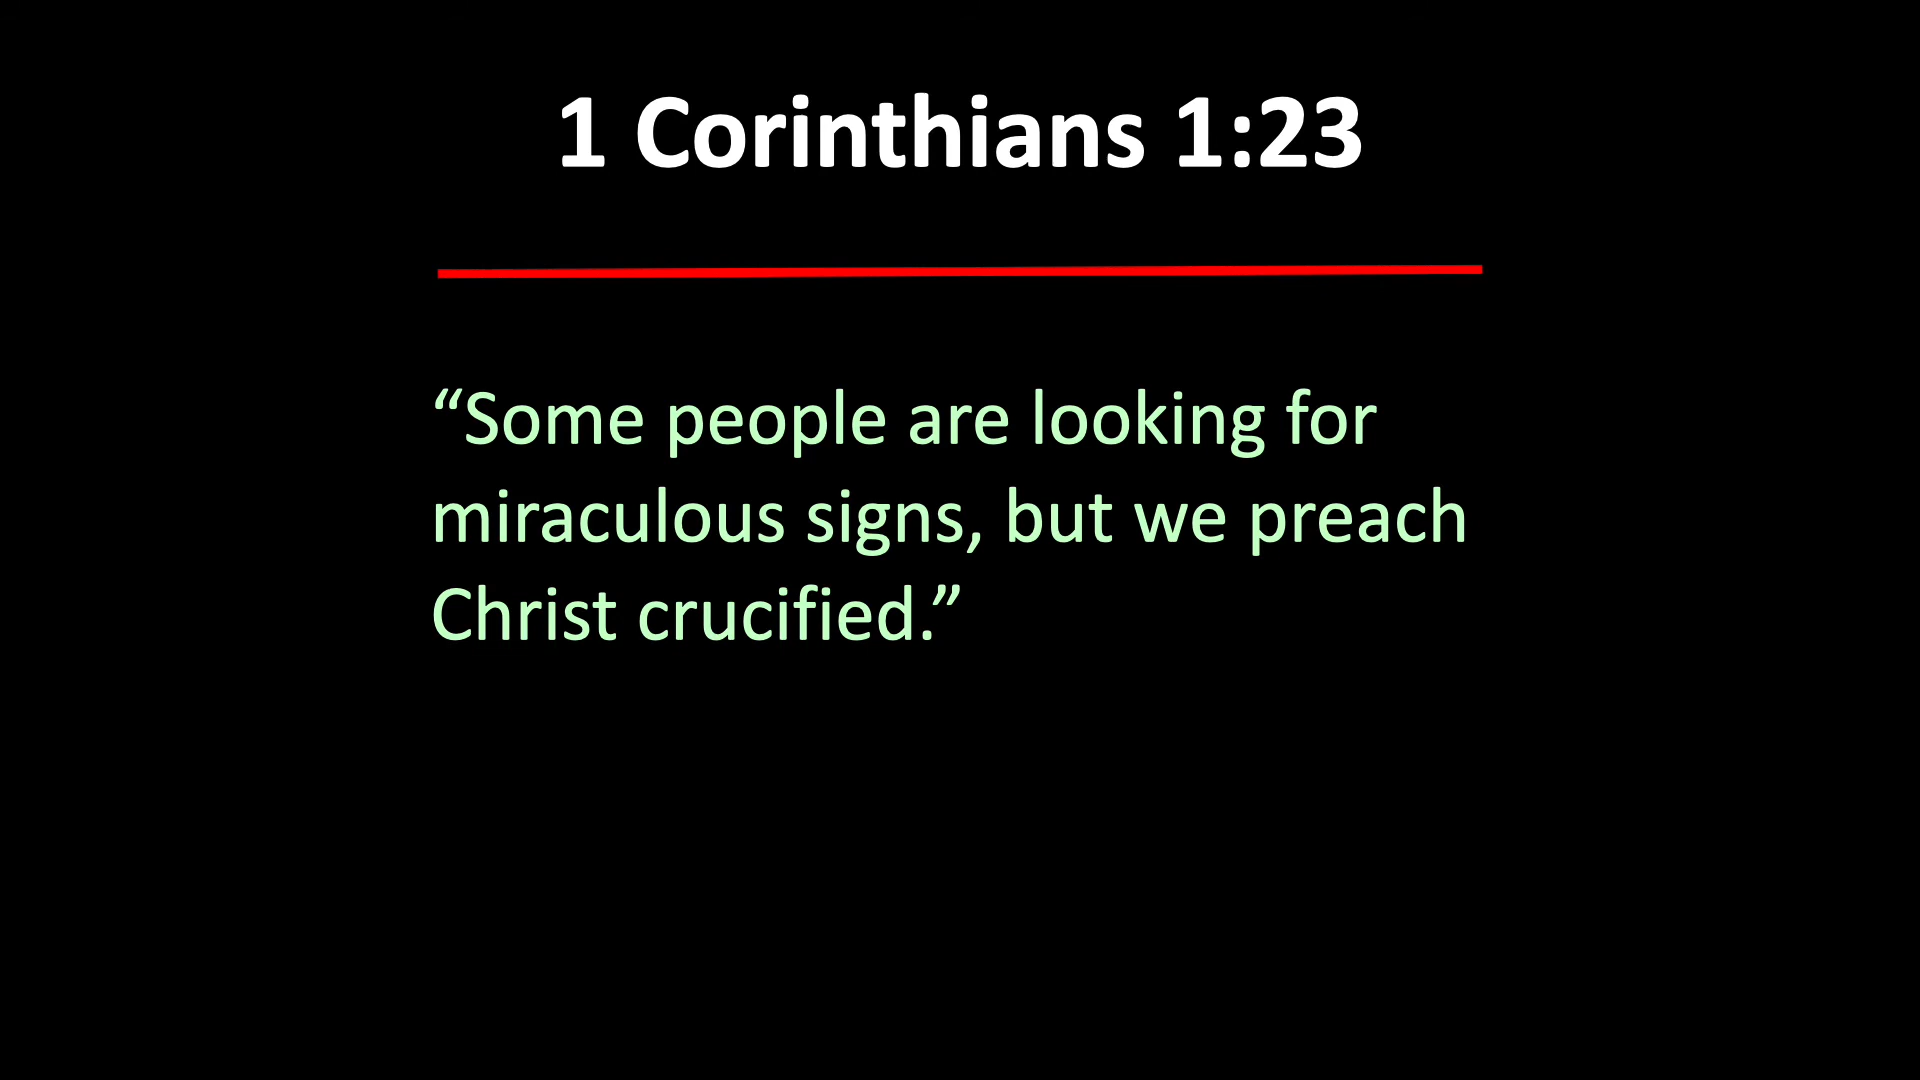 1 Corinthians 1:23
“Some people are looking for
miraculous signs, but we preach
Christ crucified.”